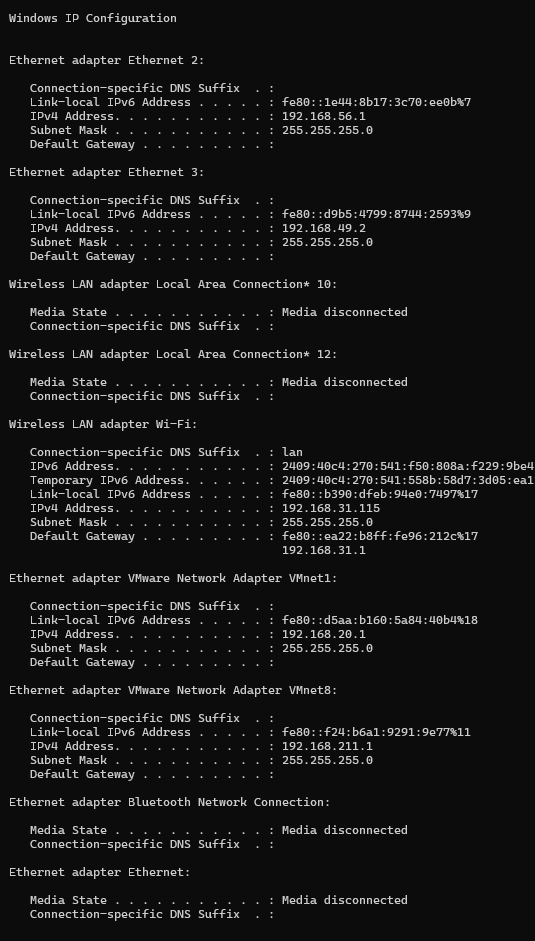 Windows IP Configuration
Ethernet adapter Ethernet 2:
Connection-specific DNS Suffix  . :
Link-local IPv6 Address . . . . . : fe80::1e44:8b17:3c70:ee0b%7
IPv4 Address. . . . . . . . . . . : 192.168.56.1
Subnet Mask . . . . . . . . . . . : 255.255.255.0
Default Gateway . . . . . . . . . :
Ethernet adapter Ethernet 3:
Connection-specific DNS Suffix  . :
Link-local IPv6 Address . . . . . : fe80::d9b5:4799:8744:2593%9
IPv4 Address. . . . . . . . . . . : 192.168.49.2
Subnet Mask . . . . . . . . . . . : 255.255.255.0
Default Gateway . . . . . . . . . :
Wireless LAN adapter Local Area Connection* 10:
Media State . . . . . . . . . . . : Media disconnected
Connection-specific DNS Suffix  . :
Wireless LAN adapter Local Area Connection* 12:
Media State . . . . . . . . . . . : Media disconnected
Connection-specific DNS Suffix  . :
Wireless LAN adapter Wi-Fi:
Connection-specific DNS Suffix  . : lan
IPv6 Address. . . . . . . . . . . : 2409:40c4:270:541:f50:808a:f229:9be4
Temporary IPv6 Address. . . . . . : 2409:40c4:270:541:558b:58d7:3d05:ea1
Link-local IPv6 Address . . . . . : fe80::b390:dfeb:94e0:7497%17
IPv4 Address. . . . . . . . . . . : 192.168.31.115
Subnet Mask . . . . . . . . . . . : 255.255.255.0
Default Gateway . . . . . . . . . : fe80::ea22:b8ff:fe96:212c%17
192.168.31.1
Ethernet adapter VMware Network Adapter VMnet1:
Connection-specific DNS Suffix  . :
Link-local IPv6 Address . . . . . : fe80::d5aa:b160:5a84:40b4%18
IPv4 Address. . . . . . . . . . . : 192.168.20.1
Subnet Mask . . . . . . . . . . . : 255.255.255.0
Default Gateway . . . . . . . . . :
Ethernet adapter VMware Network Adapter VMnet8:
Connection-specific DNS Suffix  . :
Link-local IPv6 Address . . . . . : fe80::f24:b6a1:9291:9e77%11
IPv4 Address. . . . . . . . . . . : 192.168.211.1
Subnet Mask . . . . . . . . . . . : 255.255.255.0
Default Gateway . . . . . . . . . :
Ethernet adapter Bluetooth Network Connection:
Media State . . . . . . . . . . . : Media disconnected
Connection-specific DNS Suffix  . :
Ethernet adapter Ethernet:
Media State . . . . . . . . . . . : Media disconnected
Connection-specific DNS Suffix  . :